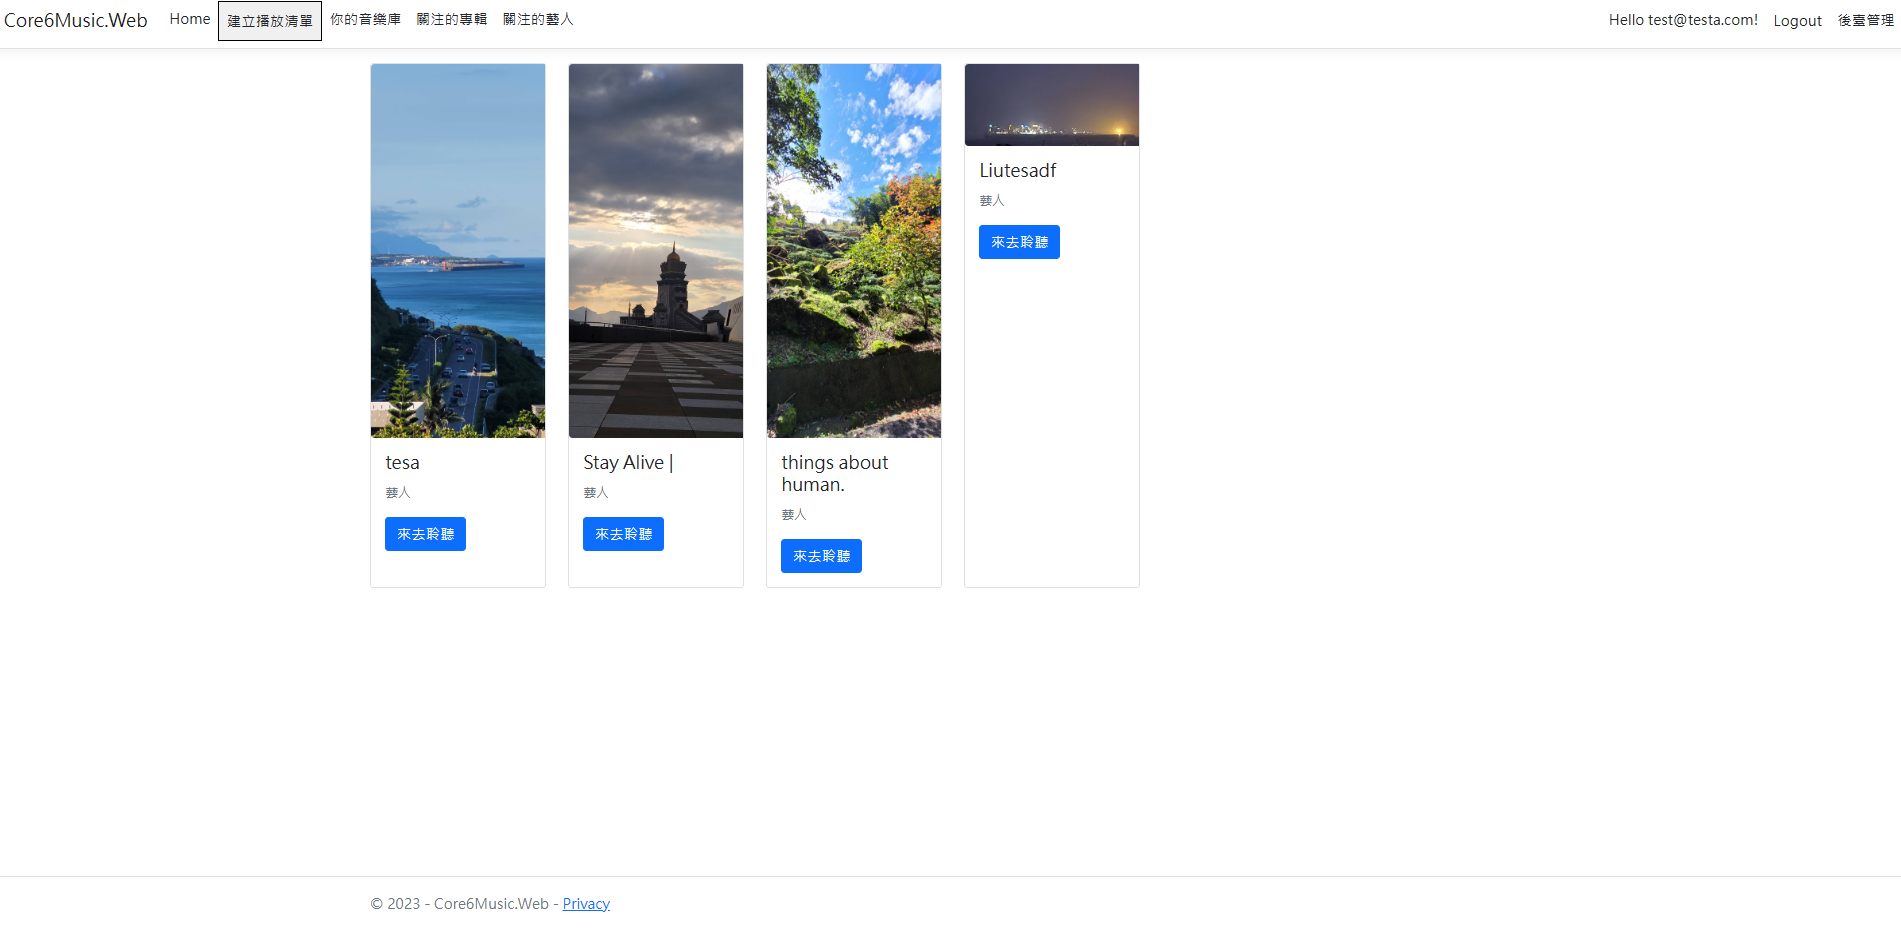 Core6Music.Web Home 建立播放清單 你的音樂庫 關注的專輯 關注的藝人 Hello test@testa.com! Logout 後臺管理
tesa
藝人
來去聆聽
Stay Alive |
藝人
來去聆聽
things about
human.
藝人
來去聆聽
Liutesadf
藝人
來去聆聽
© 2023 - Core6Music.Web - Privacy